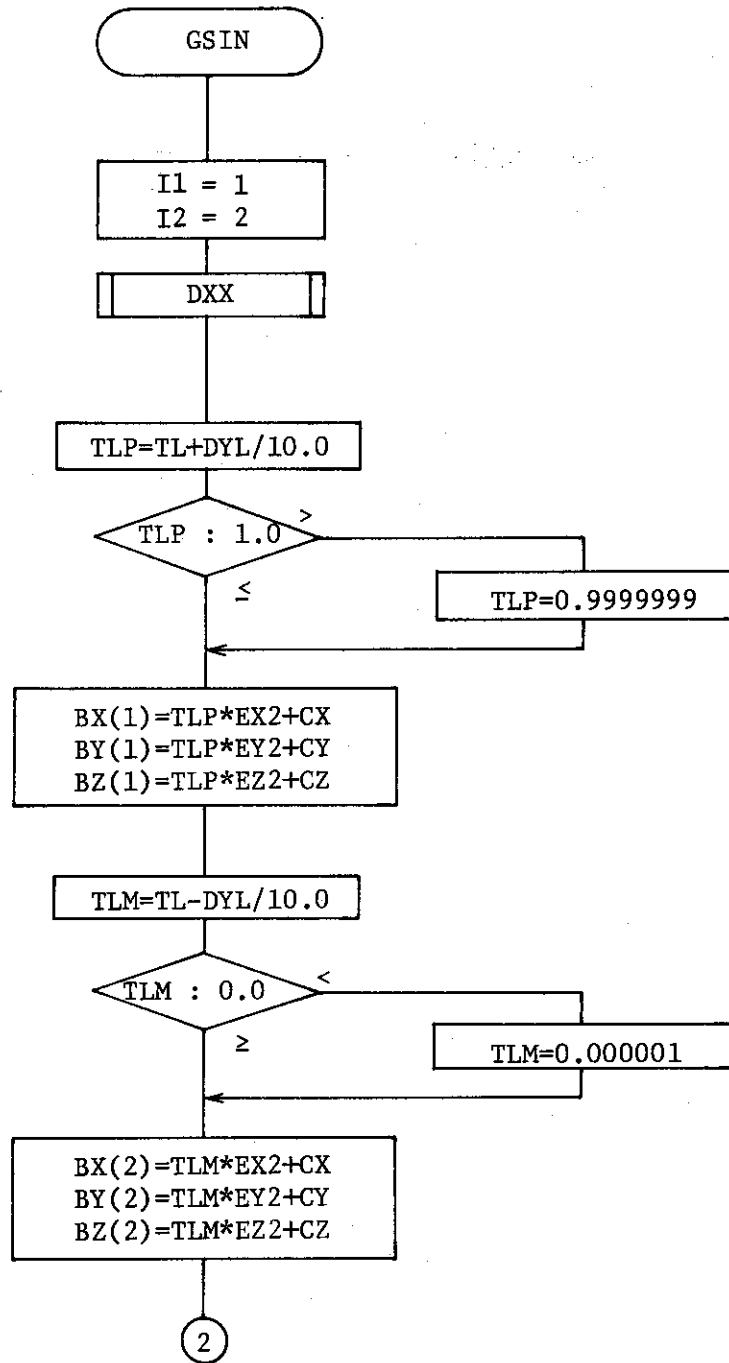 GSIN
I1 = 1
I2 = 2
DXX
TLP=TL+DYL/10.0
>
TLP : 1.0
≤
TLP=0.9999999
BX(1)=TLP*EX2+CX
BY(1)=TLP*EY2+CY
BZ(1)=TLP*EZ2+CZ
TLM=TL-DYL/10.0
<
TLM : 0.0
≥
TLM=0.000001
BX(2)=TLM*EX2+CX
BY(2)=TLM*EY2+CY
BZ(2)=TLM*EZ2+CZ
2